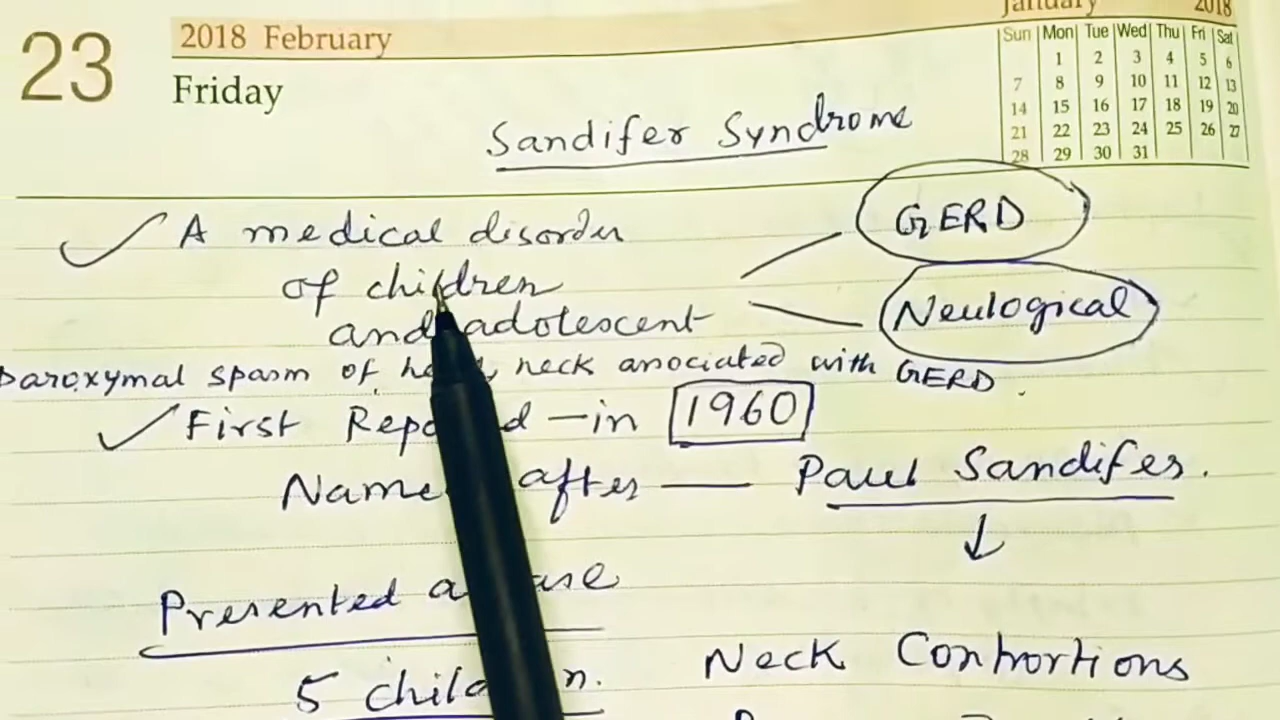 January 2018
Sun Mon Tue Wed Thu Fri Sat
1 2 3 4 5 6
7 8 9 10 11 12 13
14 15 16 17 18 19 20
21 22 23 24 25 26 27
28 29 30 31
23
2018 February
Friday
Sandifer Syndrome
A medical disorder
of children
and adolescent
GERD
Neulogical
Paroxymal spasm of neck associated with GERD.
First in 1960
after — Paul Sandifer.
Presented a
5
Neck Contortions